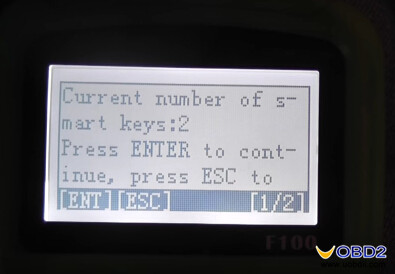 Current number of s-
mart keys:2
Press ENTER to cont-
inue, press ESC to
[ENT][ESC] [1/2]
F100
OBD2